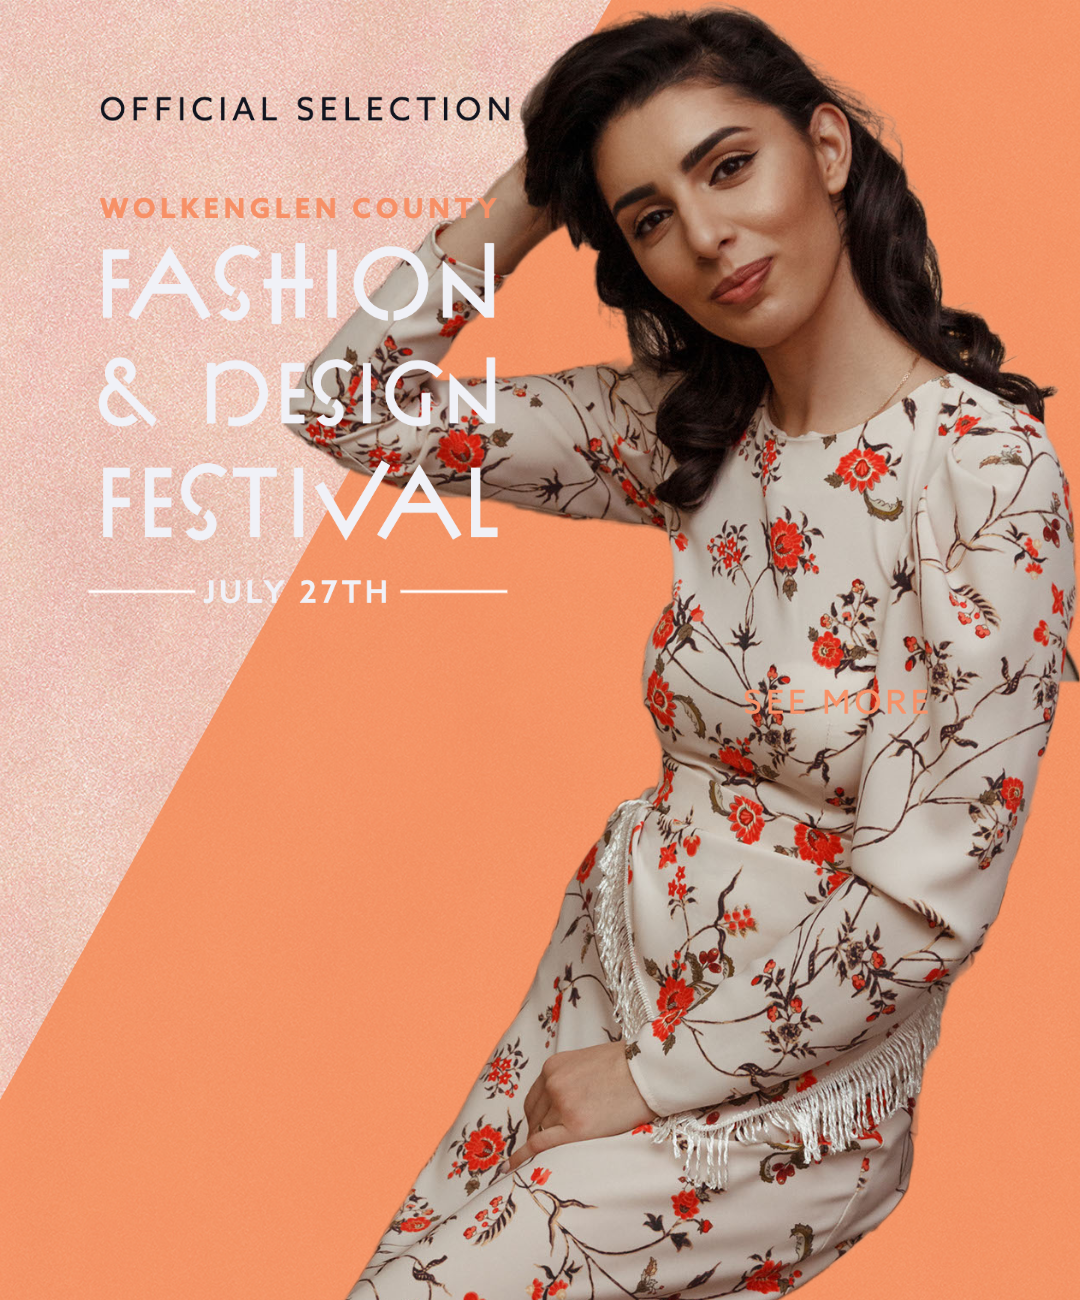 OFFICIAL SELECTION
WOLKENGLEN COUNTY
FASHION
& DESIGN
FESTIVAL
JULY 27TH
SEE MORE